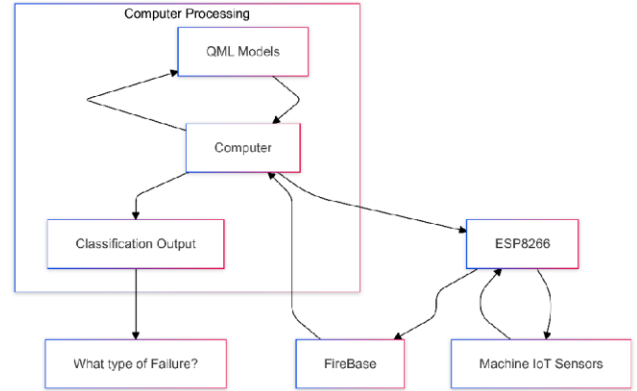 Computer Processing
QML Models
Computer
Classification Output
ESP8266
What type of Failure?
FireBase
Machine IoT Sensors